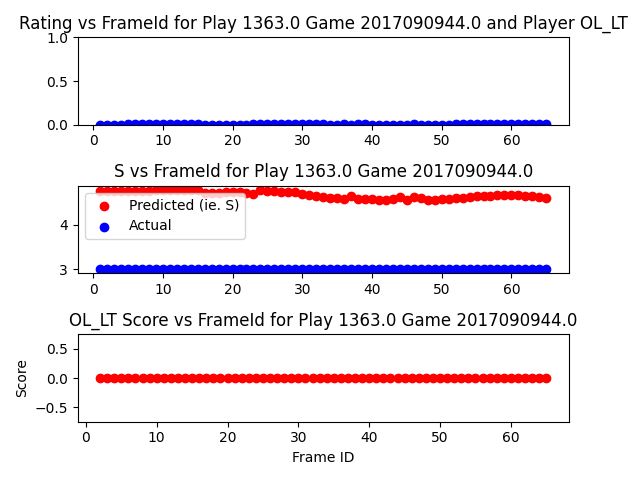 Rating vs FrameId for Play 1363.0 Game 2017090944.0 and Player OL_LT
1.0
0.5
0.0
0 10 20 30 40 50 60
S vs FrameId for Play 1363.0 Game 2017090944.0
Predicted (ie. S)
Actual
4
3
0 10 20 30 40 50 60
OL_LT Score vs FrameId for Play 1363.0 Game 2017090944.0
Score
0.5
0.0
−0.5
0 10 20 30 40 50 60
Frame ID